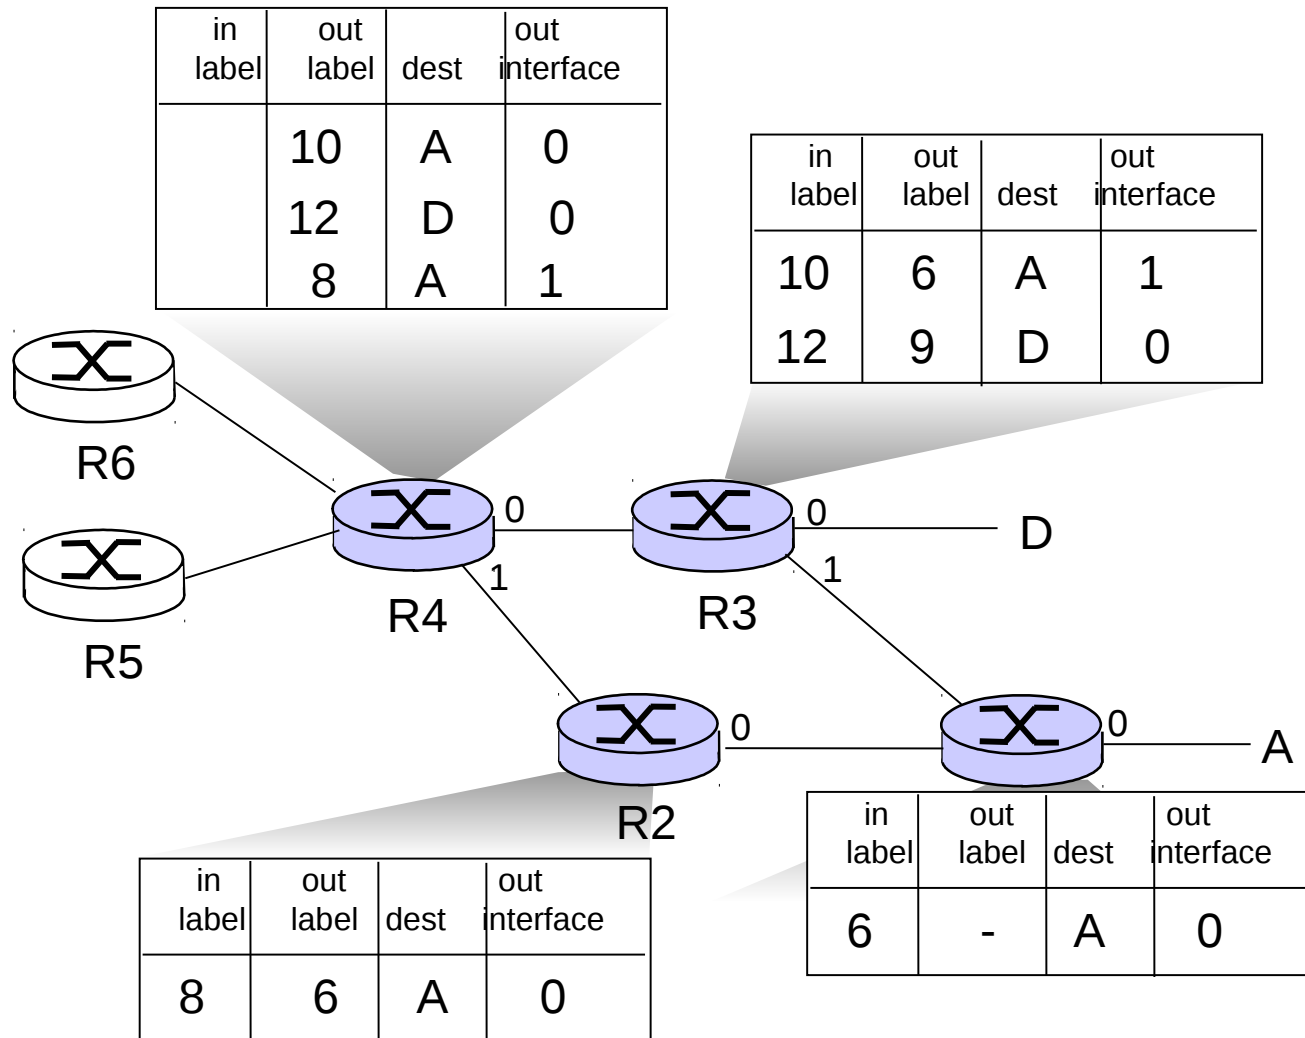 in out out
label label dest interface
10 A 0
12 D 0
8 A 1
in out out
label label dest interface
10 6 A 1
12 9 D 0
R6
R5
R4
0
1
R3
0
1
D
R2
0
0
A
in out out
label label dest interface
6 - A 0
in out out
label label dest interface
8 6 A 0